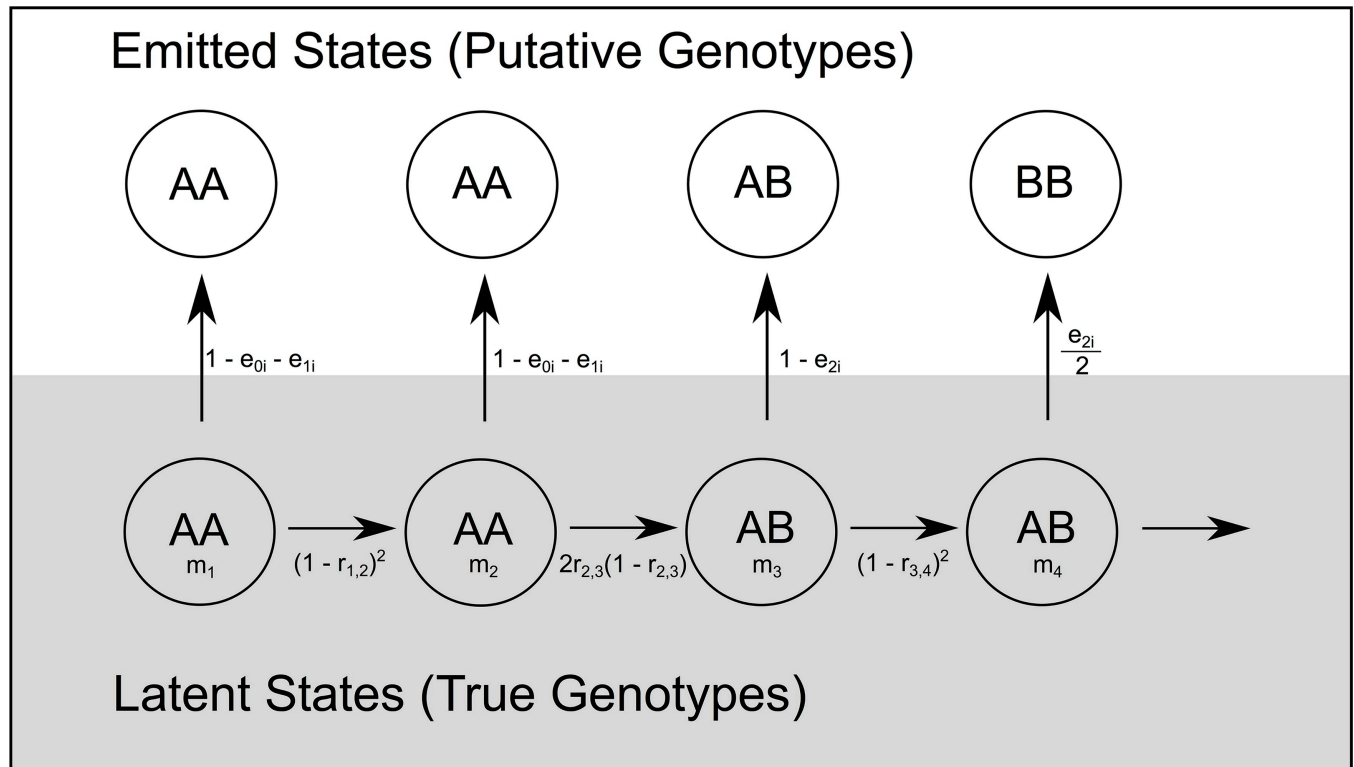 Emitted States (Putative Genotypes)
AA AA AB BB
1 - e₀ᵢ - e₁ᵢ 1 - e₀ᵢ - e₁ᵢ 1 - e₂ᵢ e₂ᵢ/2
AA AA AB AB
m₁ m₂ m₃ m₄
(1 - r₁,₂)² 2r₂,₃(1 - r₂,₃) (1 - r₃,₄)²
Latent States (True Genotypes)